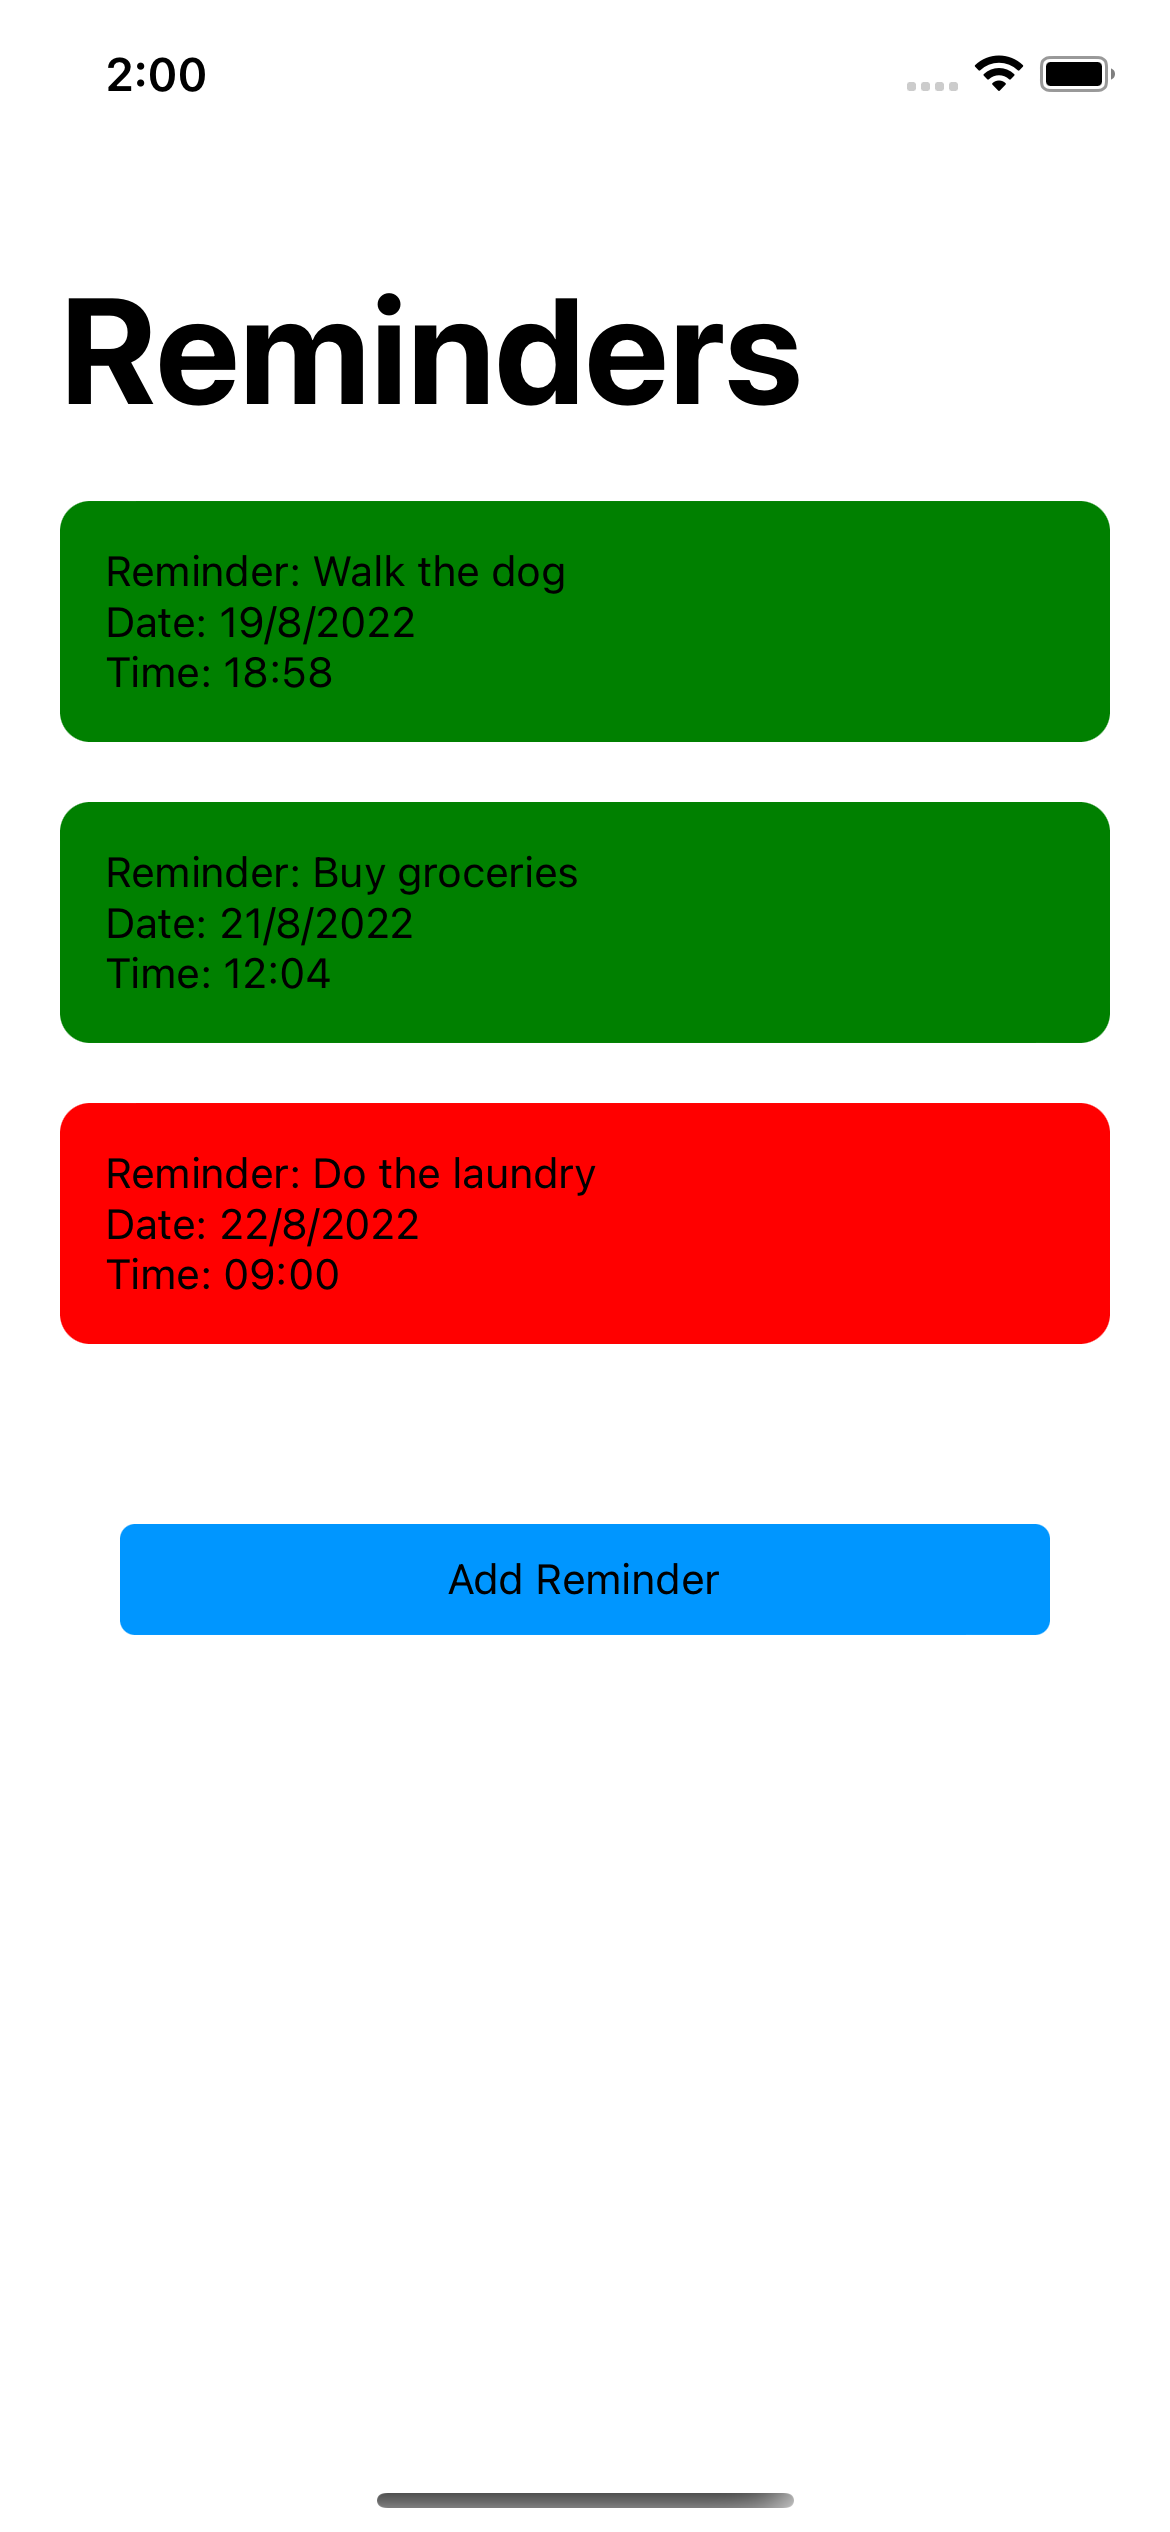 2:00
Reminders
Reminder: Walk the dog
Date: 19/8/2022
Time: 18:58
Reminder: Buy groceries
Date: 21/8/2022
Time: 12:04
Reminder: Do the laundry
Date: 22/8/2022
Time: 09:00
Add Reminder